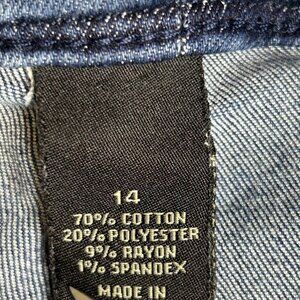 14
70% COTTON
20% POLYESTER
9% RAYON
1% SPANDEX
MADE IN